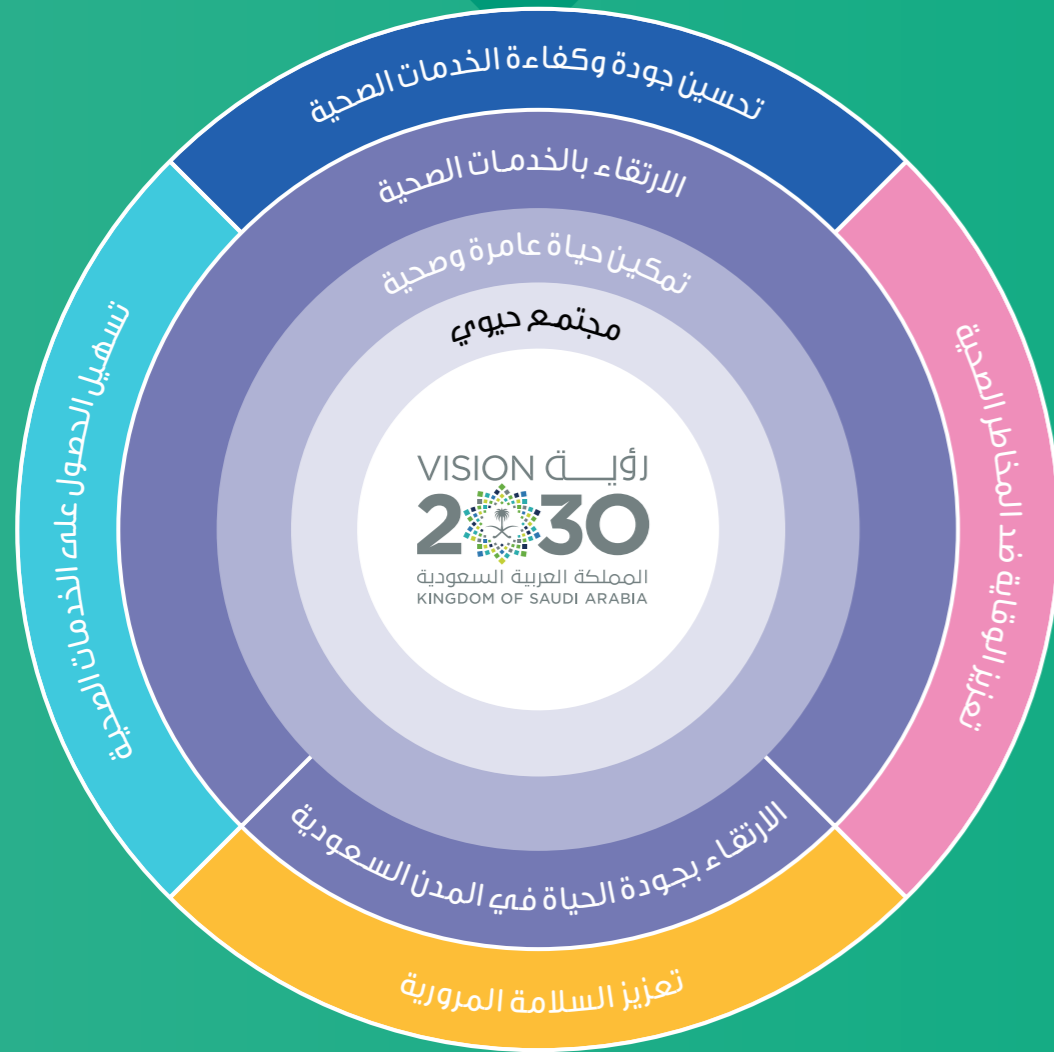 تحسين جودة وكفاءة الخدمات الصحية
الارتقاء بالخدمات الصحية
تمكين حياة عامرة وصحية
مجتمع حيوي
تعزيز الوقاية ضد المخاطر الصحية
تسهيل الحصول على الخدمات الصحية
VISION رؤية
2030
المملكة العربية السعودية
KINGDOM OF SAUDI ARABIA
الارتقاء بجودة الحياة في المدن السعودية
تعزيز السلامة المرورية